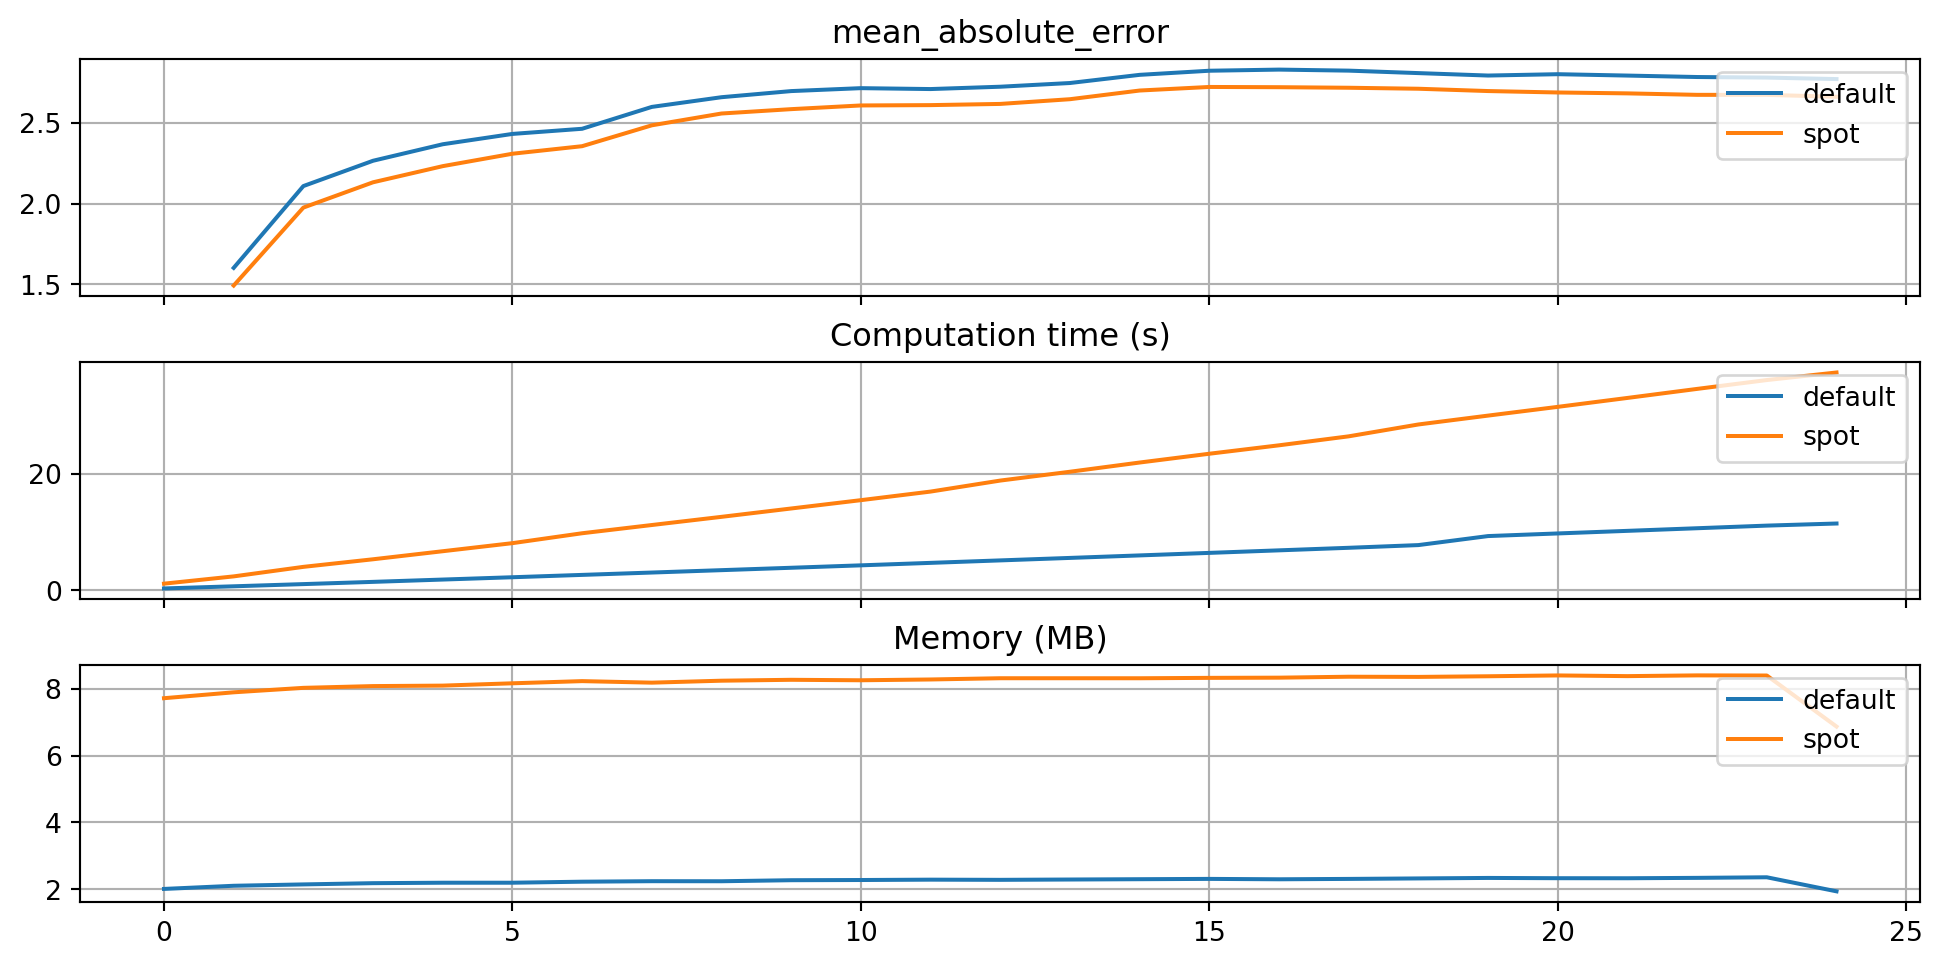 mean_absolute_error
2.5
2.0
1.5
default
spot
Computation time (s)
20
0
default
spot
Memory (MB)
8
6
4
2
default
spot
0 5 10 15 20 25